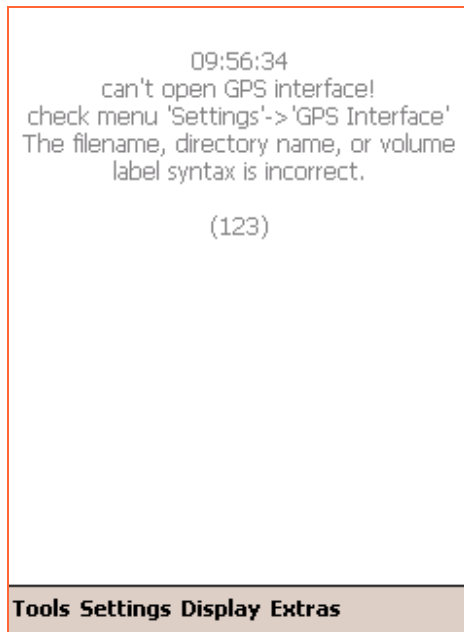 09:56:34
can't open GPS interface!
check menu 'Settings'->'GPS Interface'
The filename, directory name, or volume
label syntax is incorrect.
(123)
Tools Settings Display Extras